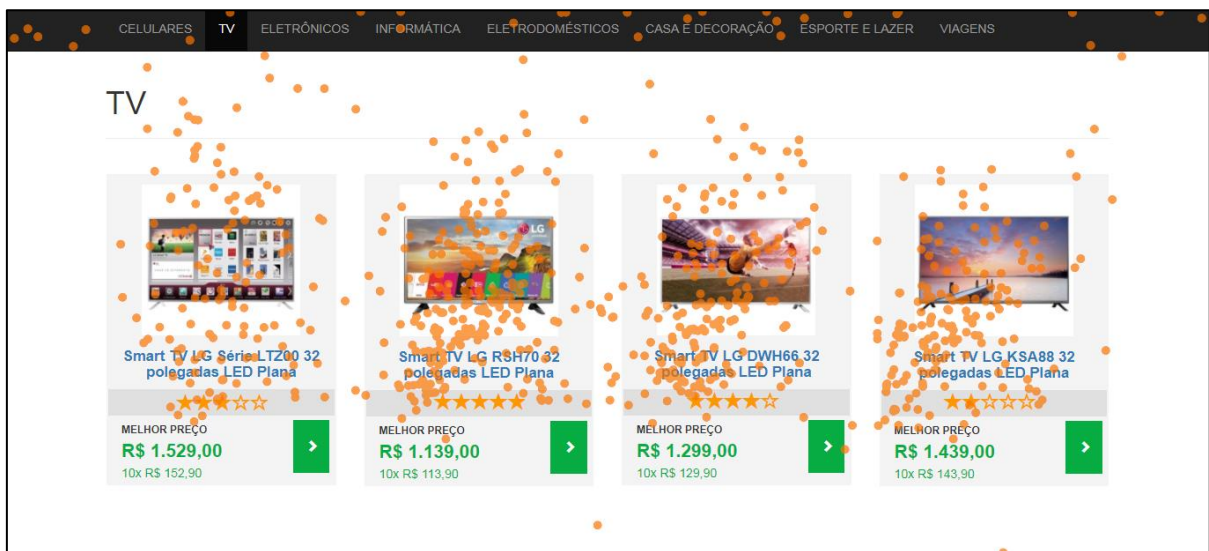 CELULARES TV ELETRÔNICOS INFORMÁTICA ELETRODOMÉSTICOS CASA E DECORAÇÃO ESPORTE E LAZER VIAGENS
TV
LG
Smart TV LG Série LTZ00 32
polegadas LED Plana
MELHOR PREÇO
R$ 1.529,00
10x R$ 152,90
Smart TV LG RSH70 32
polegadas LED Plana
MELHOR PREÇO
R$ 1.139,00
10x R$ 113,90
Smart TV LG DWH66 32
polegadas LED Plana
MELHOR PREÇO
R$ 1.299,00
10x R$ 129,90
Smart TV LG KSA88 32
polegadas LED Plana
MELHOR PREÇO
R$ 1.439,00
10x R$ 143,90